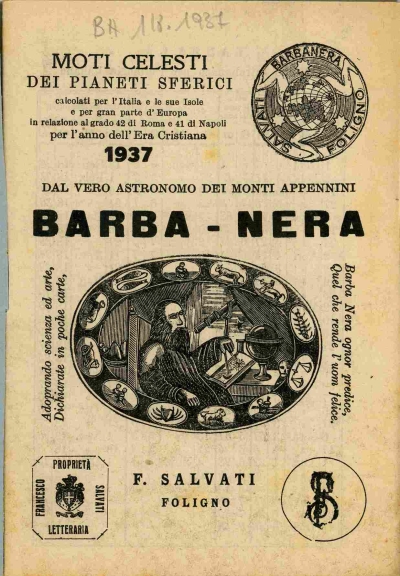 BA 1/8.1937
MOTI CELESTI
DEI PIANETI SFERICI
calcolati per l'Italia e le sue Isole
e per gran parte d'Europa
in relazione al grado 42 di Roma e 41 di Napoli
per l'anno dell'Era Cristiana
1937
BARBANERA
SALVATI
FOLIGNO
DAL VERO ASTRONOMO DEI MONTI APPENNINI
BARBA - NERA
Adoprando scienza ed arte,
Dichiarate in poche carte,
Barba Nera ognor predice,
Quel che rende l'uom felice.
PROPRIETÀ
FRANCESCO
SALVATI
LETTERARIA
F. SALVATI
FOLIGNO
FS